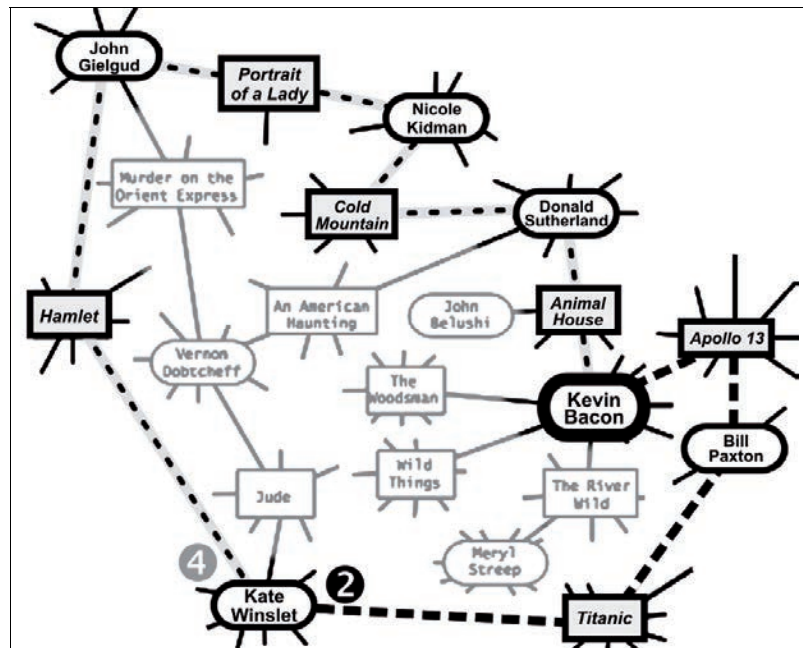 John
Gielgud
Portrait
of a Lady
Nicole
Kidman
Murder on the
Orient Express
Cold
Mountain
Donald
Sutherland
Hamlet
An American
Haunting
John
Belushi
Animal
House
Apollo 13
Vernon
Dobtcheff
The
Woodsman
Kevin
Bacon
Bill
Paxton
Wild
Things
Jude
The River
Wild
Meryl
Streep
4
2
Kate
Winslet
Titanic